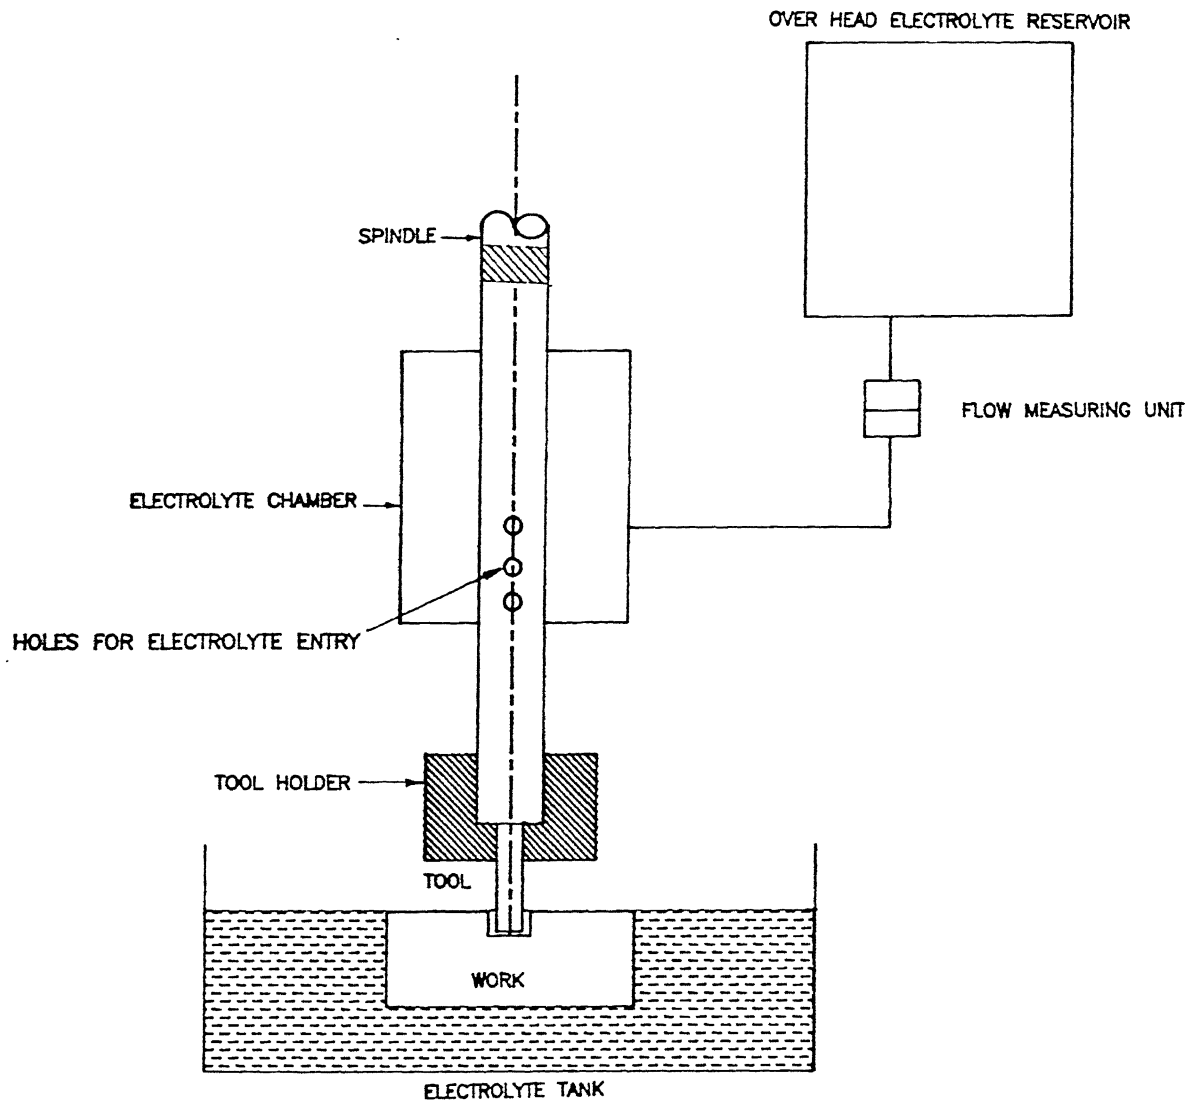 OVER HEAD ELECTROLYTE RESERVOIR
SPINDLE
FLOW MEASURING UNIT
ELECTROLYTE CHAMBER
HOLES FOR ELECTROLYTE ENTRY
TOOL HOLDER
TOOL
WORK
ELECTROLYTE TANK